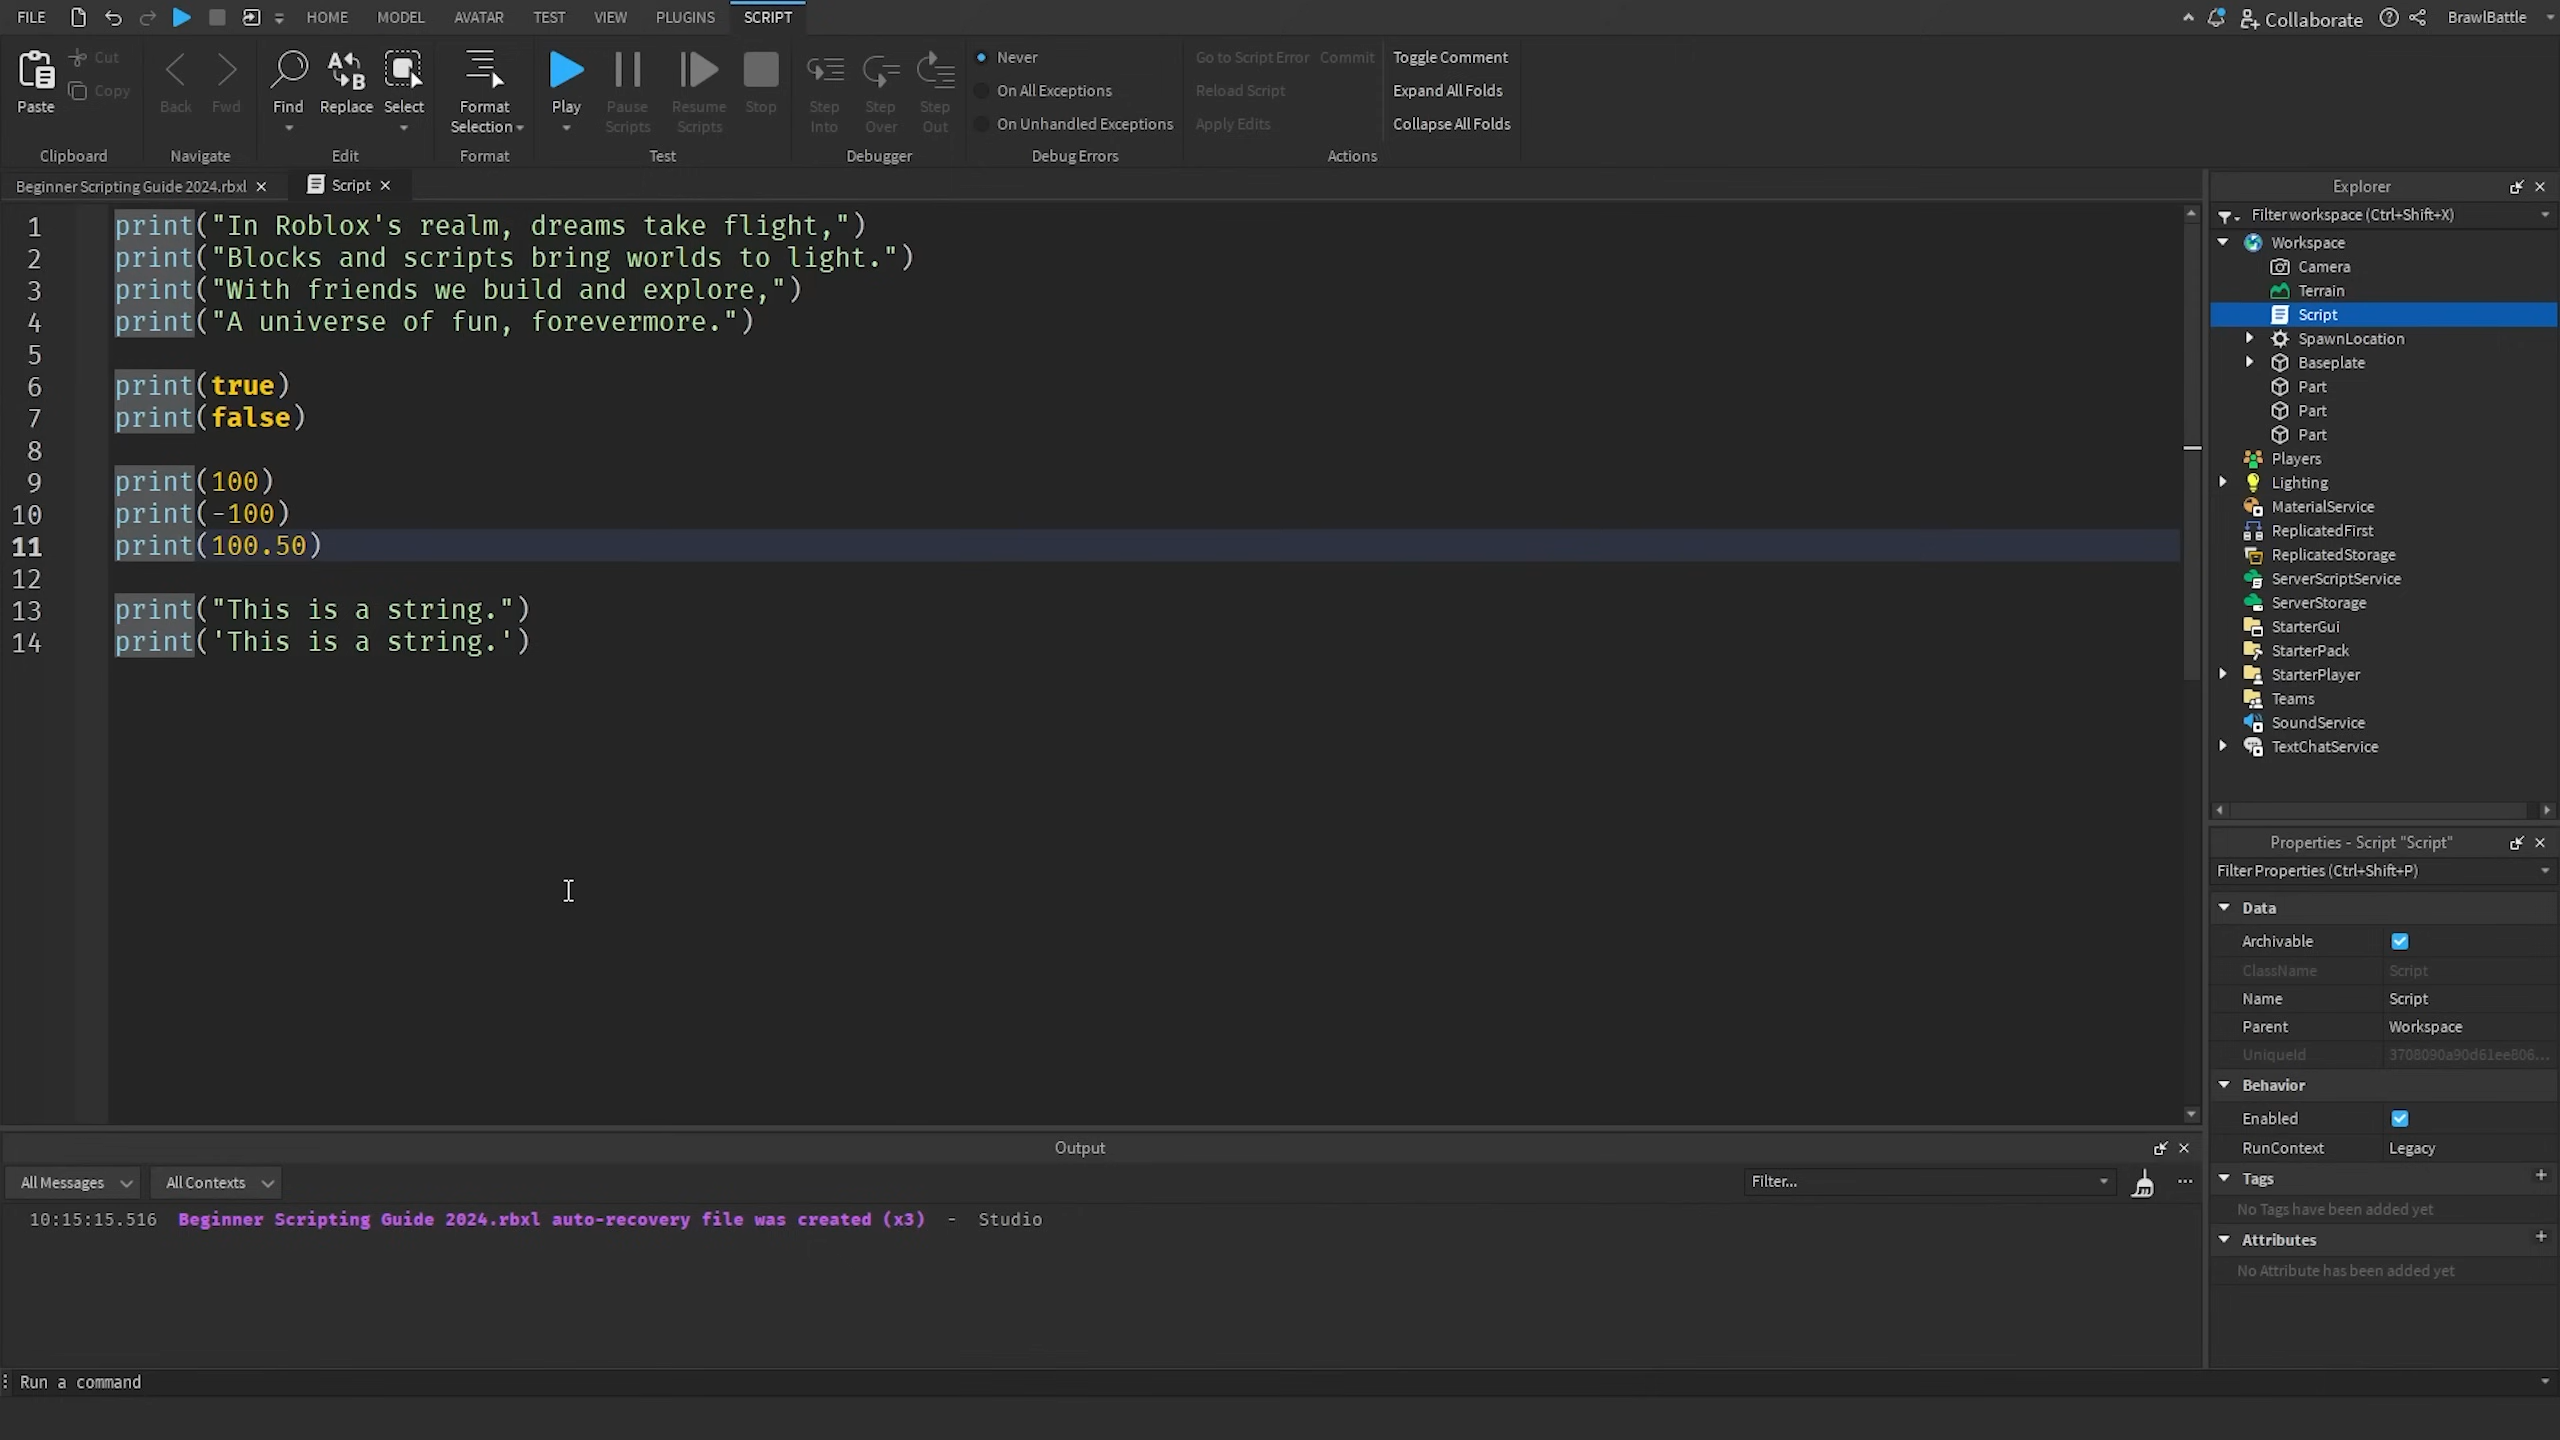 FILE HOME MODEL AVATAR TEST VIEW PLUGINS SCRIPT Collaborate BrawlBattle
Paste Cut Copy
Clipboard
Back Fwd
Navigate
Find Replace Select
Edit
Format Selection
Format
Play Pause Scripts Resume Scripts Stop
Test
Step Into Step Over Step Out
Debugger
Never
On All Exceptions
On Unhandled Exceptions
Debug Errors
Go to Script Error Commit
Reload Script
Apply Edits
Toggle Comment
Expand All Folds
Collapse All Folds
Actions
Beginner Scripting Guide 2024.rbxl Script
1 print("In Roblox's realm, dreams take flight,")
2 print("Blocks and scripts bring worlds to light.")
3 print("With friends we build and explore,")
4 print("A universe of fun, forevermore.")
5
6 print(true)
7 print(false)
8
9 print(100)
10 print(-100)
11 print(100.50)
12
13 print("This is a string.")
14 print('This is a string.')
Explorer
Filter workspace (Ctrl+Shift+X)
Workspace
Camera
Terrain
Script
SpawnLocation
Baseplate
Part
Part
Part
Players
Lighting
MaterialService
ReplicatedFirst
ReplicatedStorage
ServerScriptService
ServerStorage
StarterGui
StarterPack
StarterPlayer
Teams
SoundService
TextChatService
Properties - Script "Script"
Filter Properties (Ctrl+Shift+P)
Data
Archivable
ClassName Script
Name Script
Parent Workspace
UniqueId 3708090a90d61ee806...
Behavior
Enabled
RunContext Legacy
Tags
No Tags have been added yet
Attributes
No Attribute has been added yet
Output
All Messages All Contexts Filter...
10:15:15.516 Beginner Scripting Guide 2024.rbxl auto-recovery file was created (x3) - Studio
Run a command